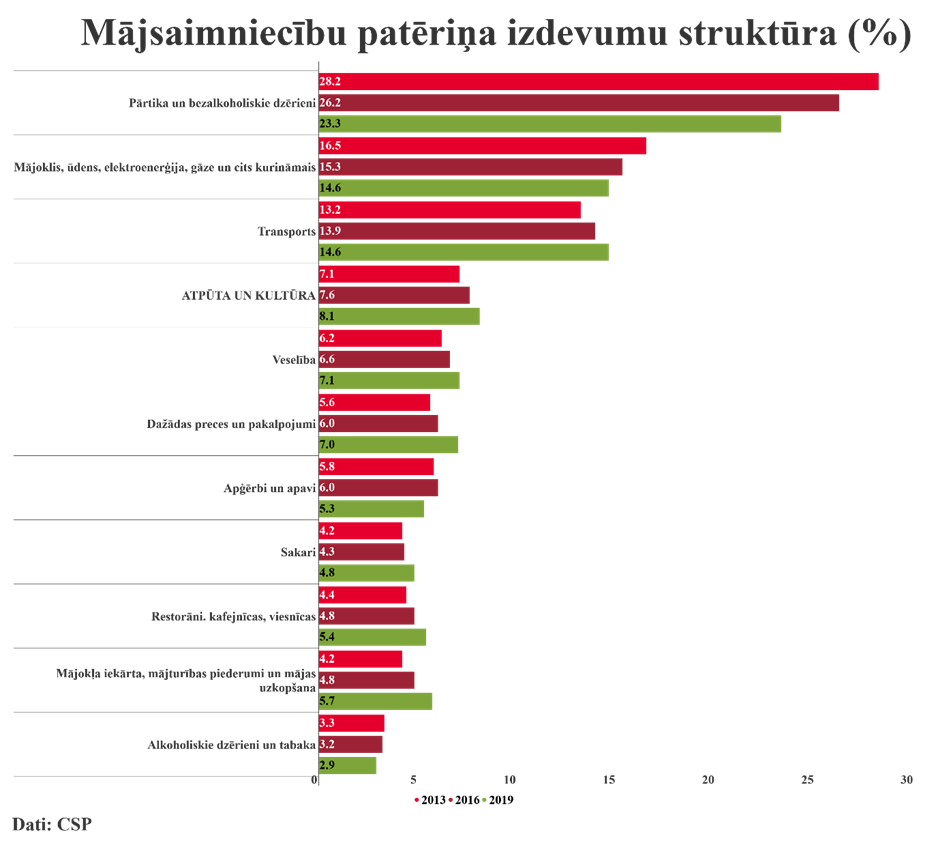 Mājsaimniecību patēriņa izdevumu struktūra (%)
28.2
Pārtika un bezalkoholiskie dzērieni 26.2
23.3
16.5
Mājoklis, ūdens, elektroenerģija, gāze un cits kurināmais 15.3
14.6
13.2
Transports 13.9
14.6
7.1
ATPŪTA UN KULTŪRA 7.6
8.1
6.2
Veselība 6.6
7.1
5.6
Dažādas preces un pakalpojumi 6.0
7.0
5.8
Apģērbi un apavi 6.0
5.3
4.2
Sakari 4.3
4.8
4.4
Restorāni. kafejnīcas, viesnīcas 4.8
5.4
4.2
Mājokļa iekārta, mājturības piederumi un mājas 4.8
uzkopšana
5.7
3.3
Alkoholiskie dzērieni un tabaka 3.2
2.9
0 5 10 15 20 25 30
2013 2016 2019
Dati: CSP